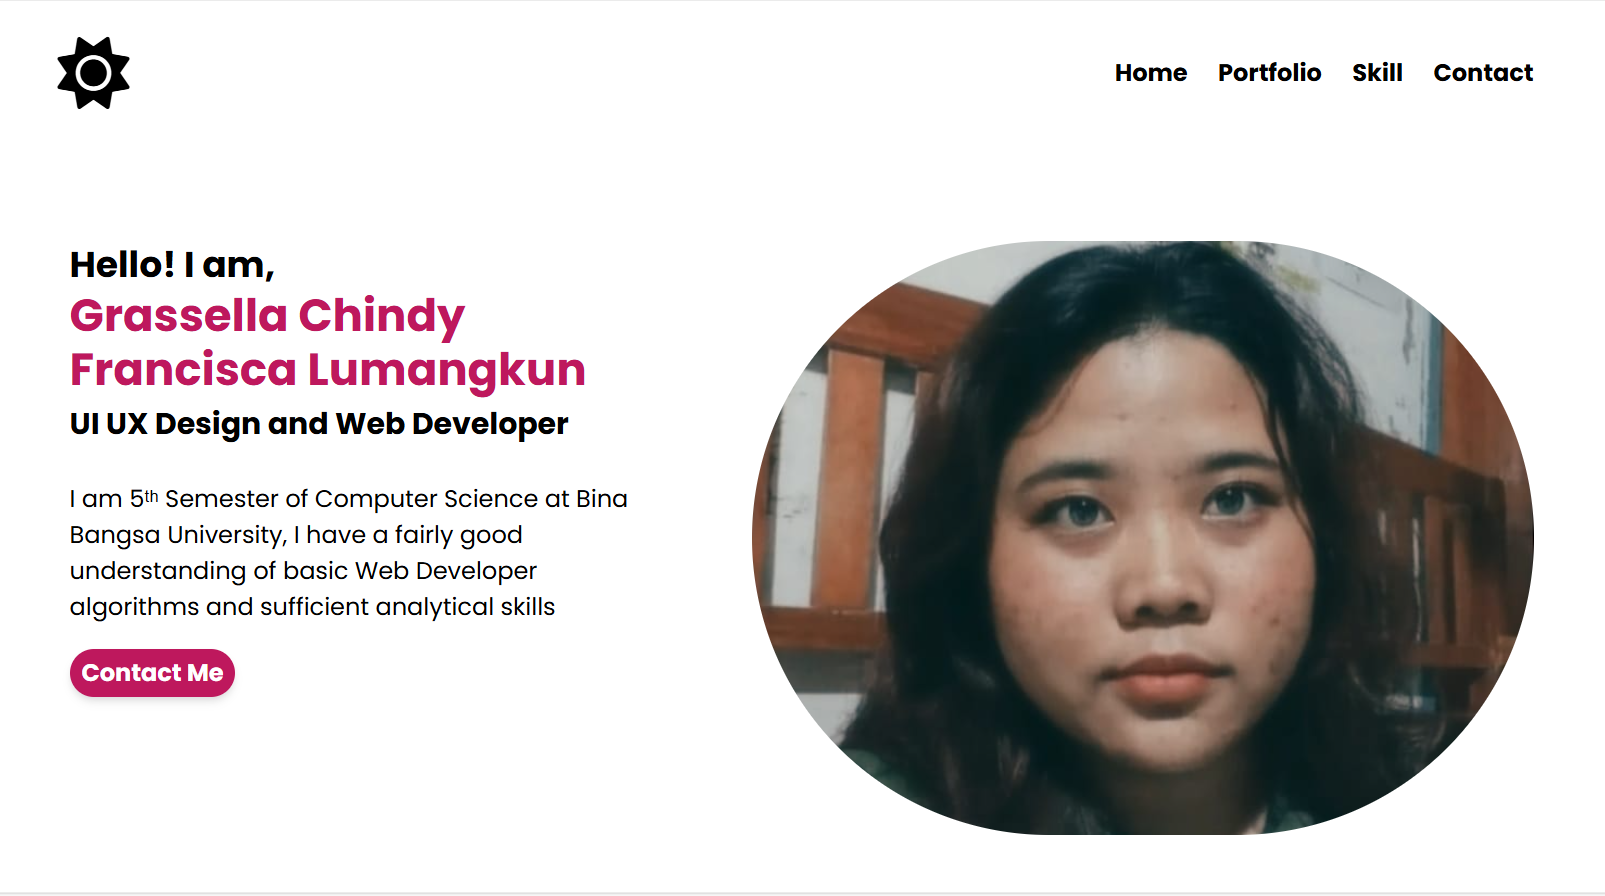 Home Portfolio Skill Contact
Hello! I am,
Grassella Chindy
Francisca Lumangkun
UI UX Design and Web Developer
I am 5th Semester of Computer Science at Bina
Bangsa University, I have a fairly good
understanding of basic Web Developer
algorithms and sufficient analytical skills
Contact Me